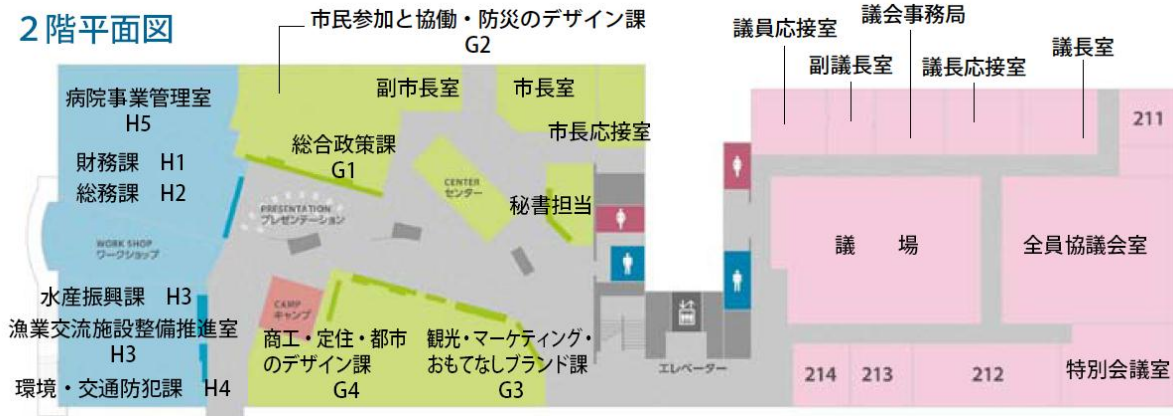 2階平面図
市民参加と協働・防災のデザイン課
G2
議員応接室
議会事務局
副議長室
議長応接室
議長室
病院事業管理室
H5
副市長室
市長室
市長応接室
211
財務課 H1
総務課 H2
総合政策課
G1
CENTER
センター
秘書担当
PRESENTATION
プレゼンテーション
WORK SHOP
ワークショップ
議 場
全員協議会室
水産振興課 H3
漁業交流施設整備推進室
H3
環境・交通防犯課 H4
CAMP
キャンプ
商工・定住・都市
のデザイン課
G4
観光・マーケティング・
おもてなしブランド課
G3
エレベーター
214
213
212
特別会議室